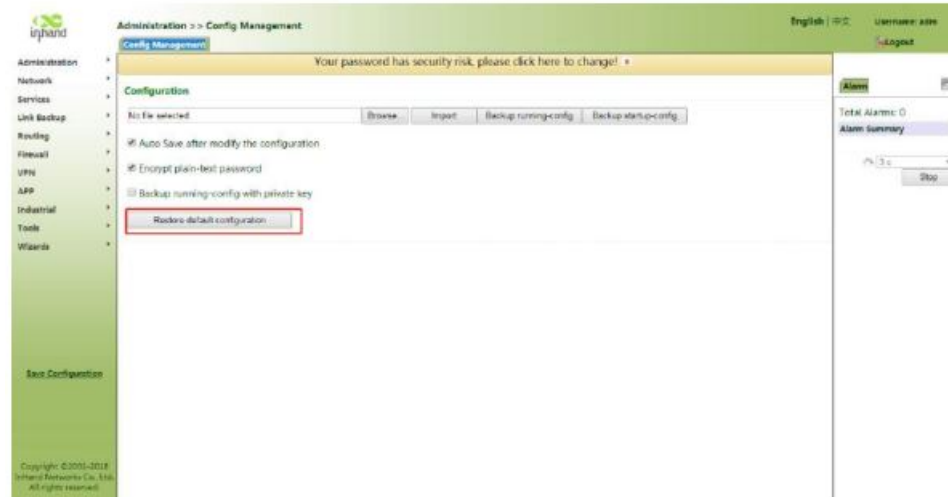 inhand
Administration >> Config Management
English | 中文
Logout
Config Management
Your password has security risk, please click here to change!
Administration
Network
Services
Link Backup
Routing
Firewall
VPN
APP
Industrial
Tools
Wizards
Configuration
No file selected.
Browse...
Import
Backup running-config
Backup startup-config
Auto Save after modify the configuration
Encrypt plain-text password
Backup running-config with private key
Restore default configuration
Alarm
Total Alarms: 0
Alarm Summary
3 s
Stop
Save Configuration
Copyright ©2001-2018
InHand Networks Co., Ltd.
All rights reserved.